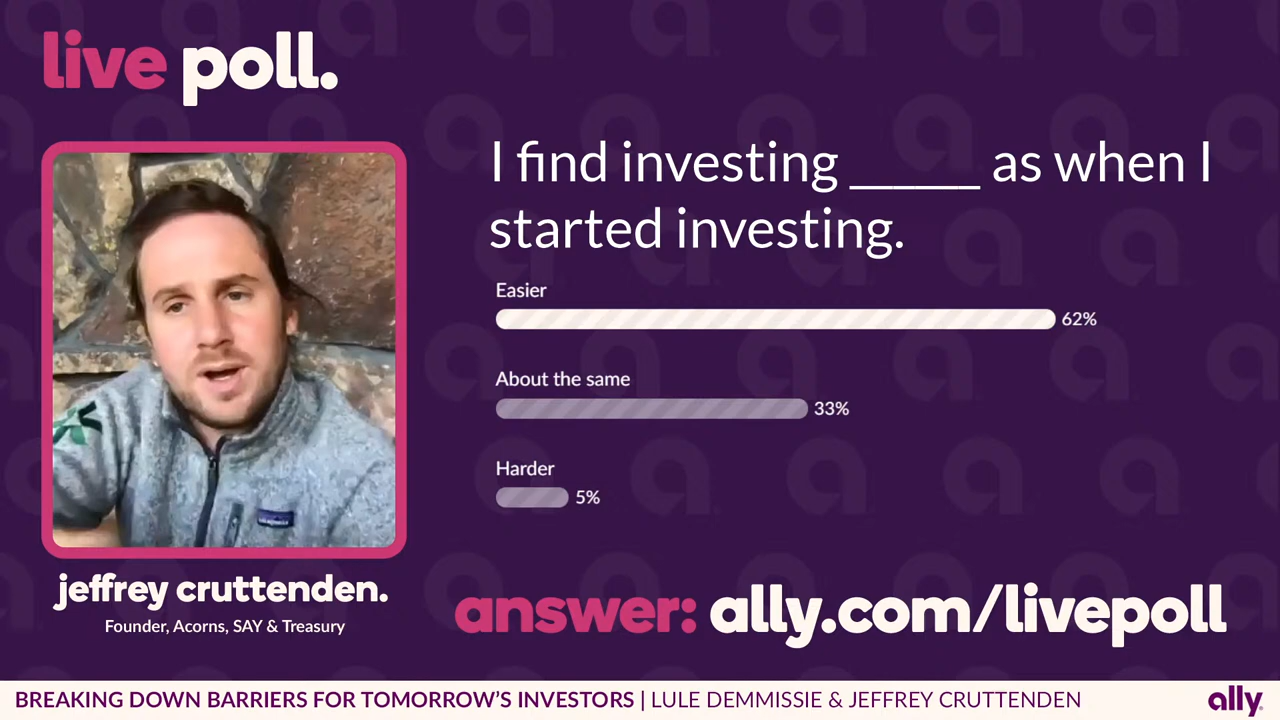 live poll.
I find investing _____ as when I
started investing.
Easier
62%
About the same
33%
Harder
5%
jeffrey cruttenden.
Founder, Acorns, SAY & Treasury
answer: ally.com/livepoll
BREAKING DOWN BARRIERS FOR TOMORROW'S INVESTORS | LULE DEMMISSIE & JEFFREY CRUTTENDEN
ally.